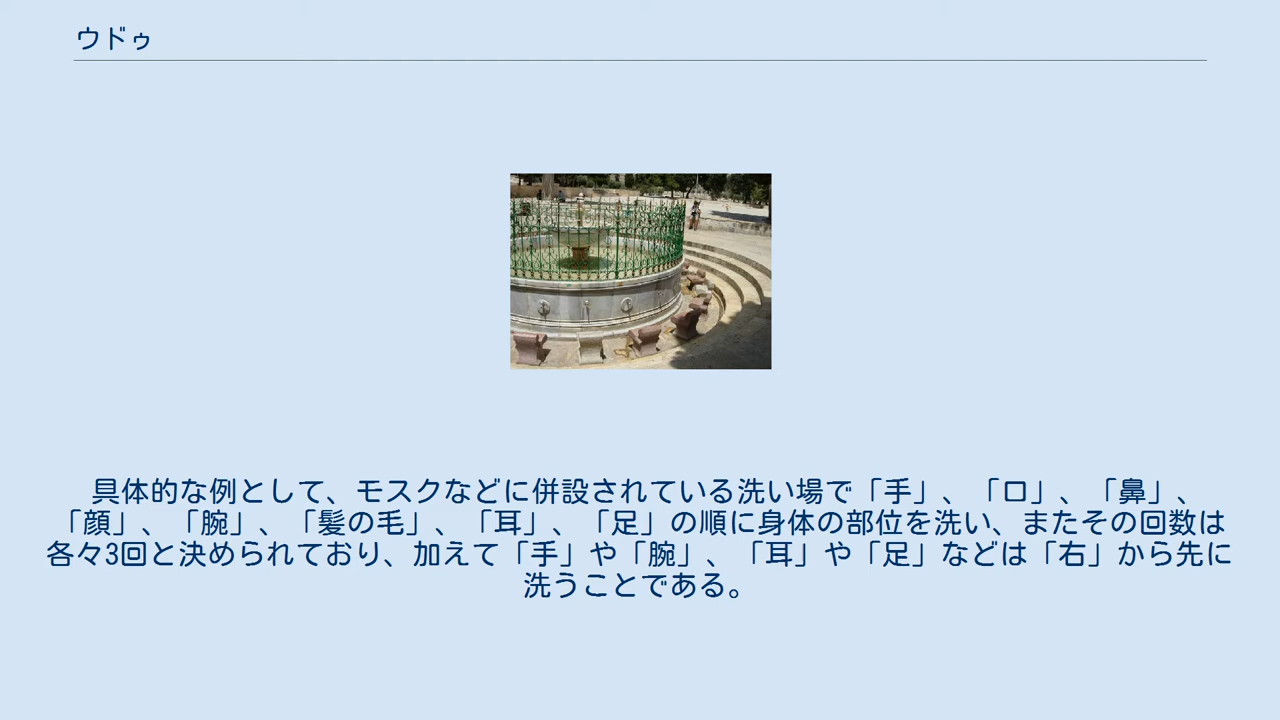 ウドゥ
具体的な例として、モスクなどに併設されている洗い場で「手」、「口」、「鼻」、
「顔」、「腕」、「髪の毛」、「耳」、「足」の順に身体の部位を洗い、またその回数は
各々3回と決められており、加えて「手」や「腕」、「耳」や「足」などは「右」から先に
洗うことである。